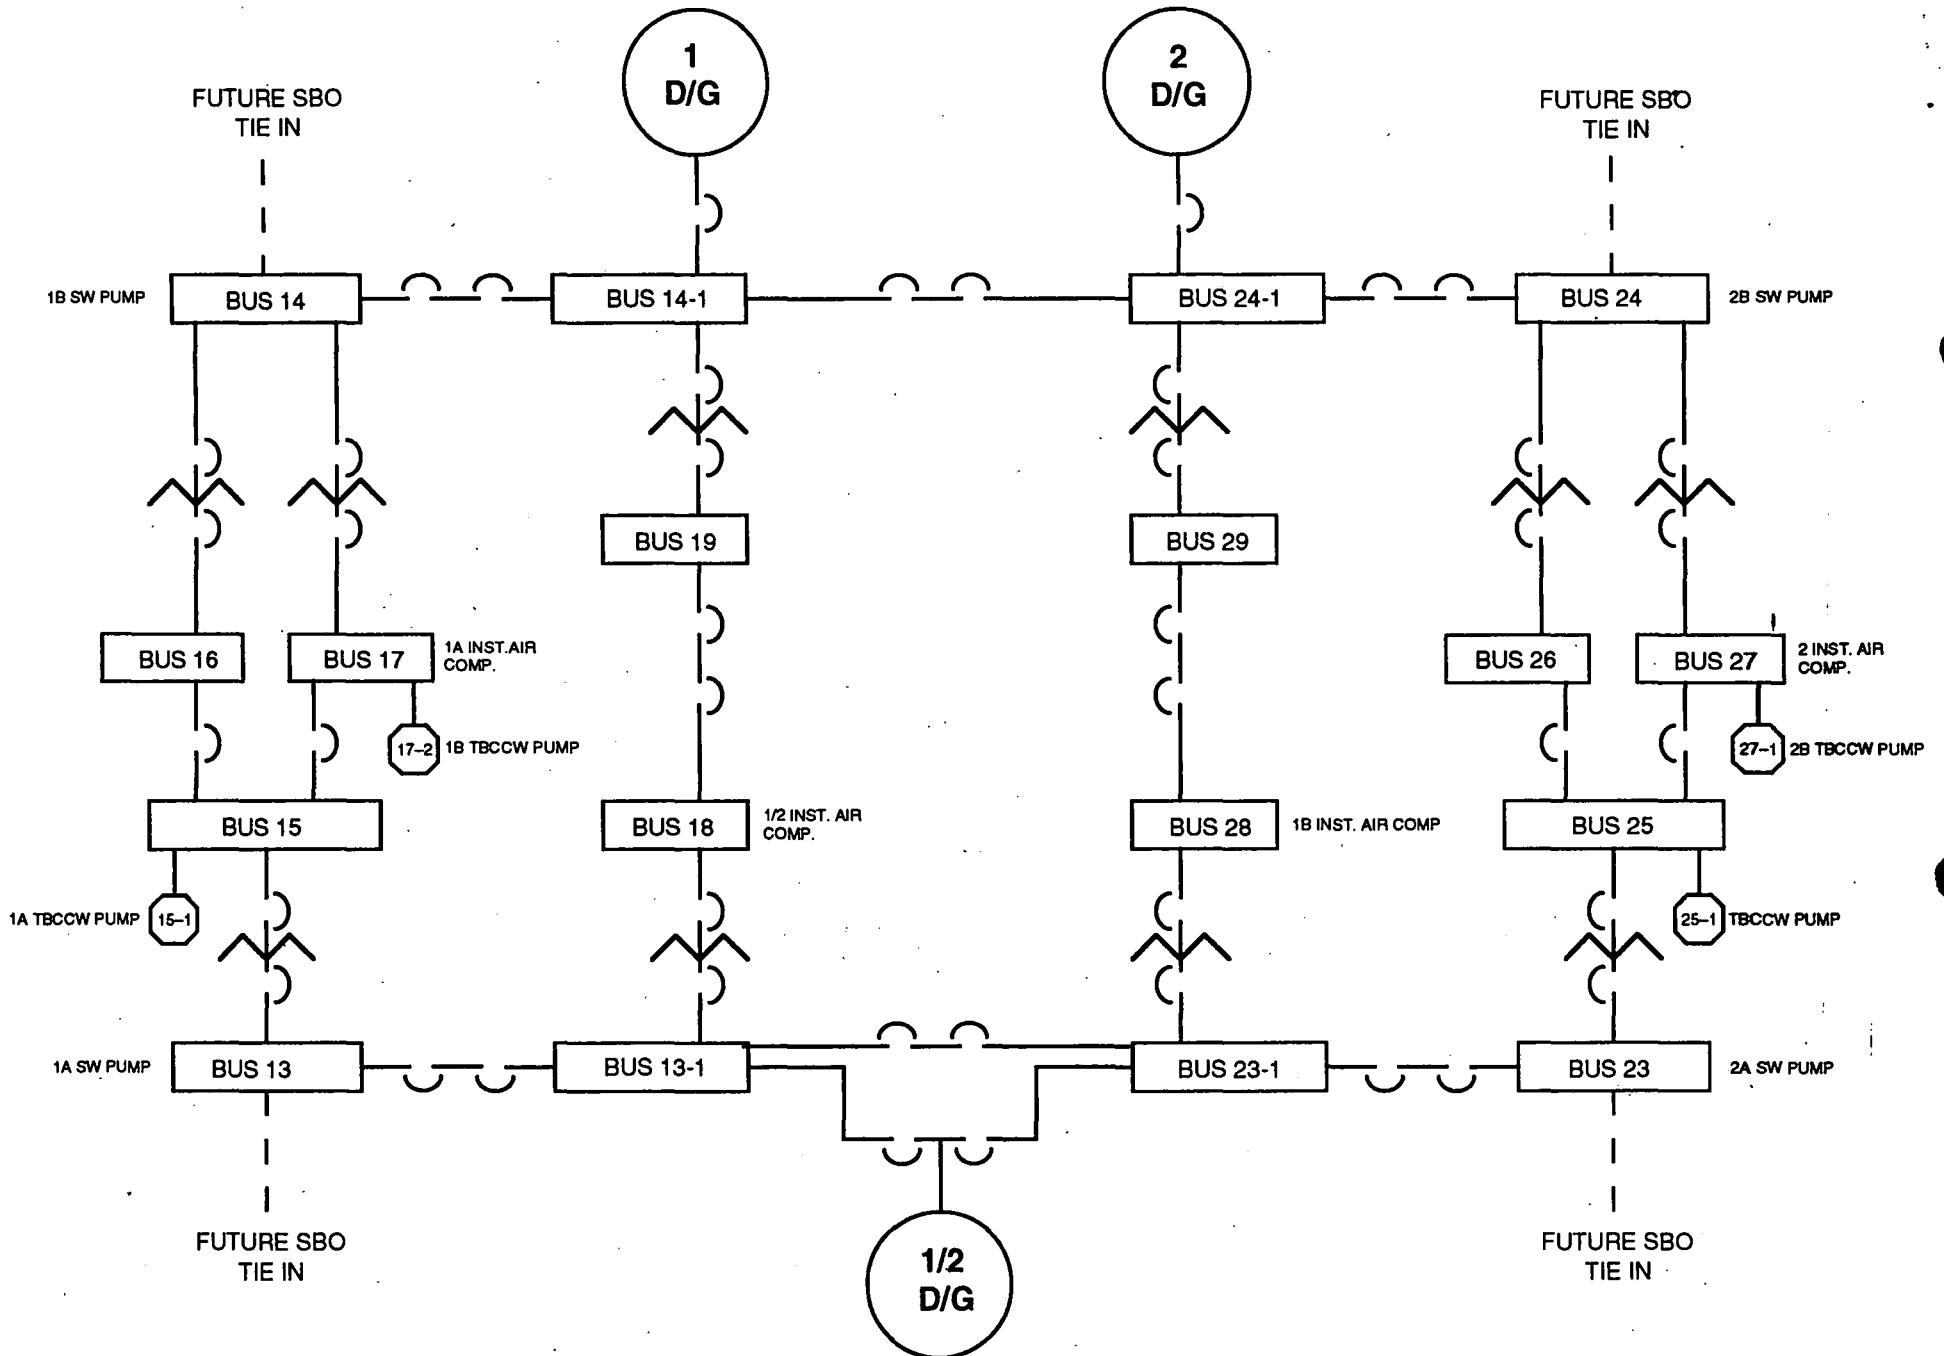 1
D/G
2
D/G
FUTURE SBO
TIE IN
FUTURE SBO
TIE IN
1B SW PUMP
BUS 14
BUS 14-1
BUS 24-1
BUS 24
2B SW PUMP
BUS 19
BUS 29
BUS 16
BUS 17
1A INST.AIR
COMP.
BUS 26
BUS 27
2 INST. AIR
COMP.
17-2
1B TBCCW PUMP
27-1
2B TBCCW PUMP
BUS 15
BUS 18
1/2 INST. AIR
COMP.
BUS 28
1B INST. AIR COMP
BUS 25
1A TBCCW PUMP
15-1
25-1
TBCCW PUMP
1A SW PUMP
BUS 13
BUS 13-1
BUS 23-1
BUS 23
2A SW PUMP
FUTURE SBO
TIE IN
1/2
D/G
FUTURE SBO
TIE IN